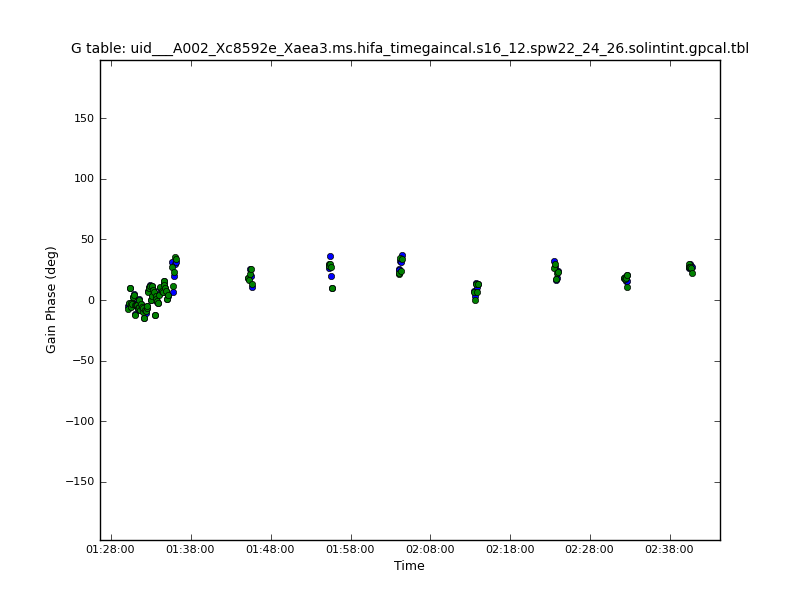 G table: uid___A002_Xc8592e_Xaea3.ms.hifa_timegaincal.s16_12.spw22_24_26.solintint.gpcal.tbl
150
100
50
0
−50
−100
−150
Gain Phase (deg)
01:28:00 01:38:00 01:48:00 01:58:00 02:08:00 02:18:00 02:28:00 02:38:00
Time